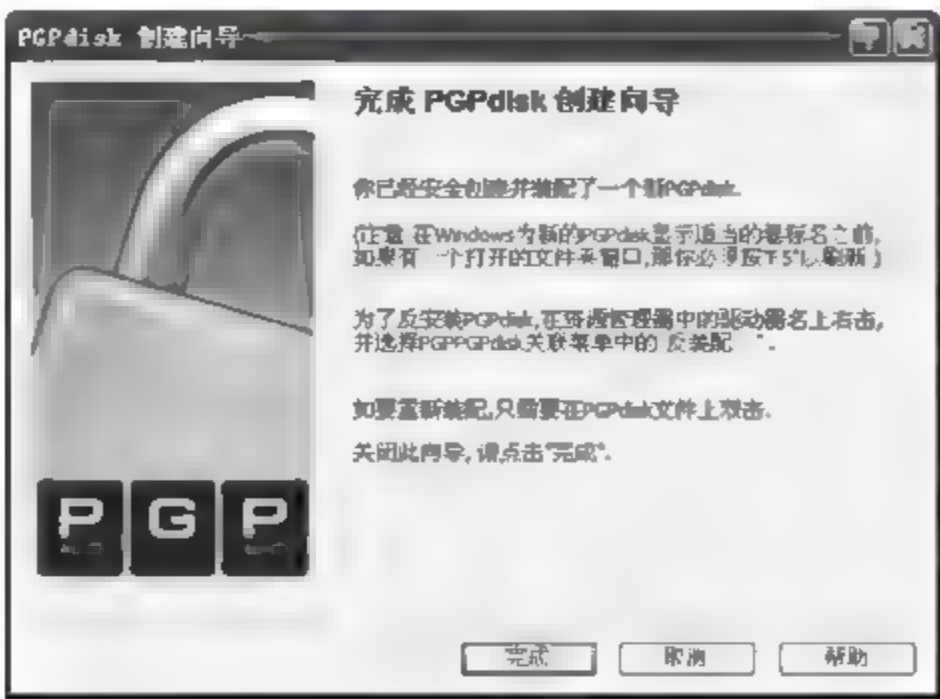 PGPdisk 创建向导
完成 PGPdisk 创建向导
你已经安全创建并装配了一个新PGPdisk.
(注意 在Windows为新的PGPdisk显示适当的卷标名之前,
如果有一个打开的文件夹窗口,那你必须按F5"以刷新)
为了反安装PGPdisk,在资源管理器中的驱动器名上右击,
并选择PGPPGPdisk关联菜单中的 反装配 ".
如要重新装配,只需要在PGPdisk文件上双击.
关闭此向导,请点击"完成".
P G P
完成
取消
帮助